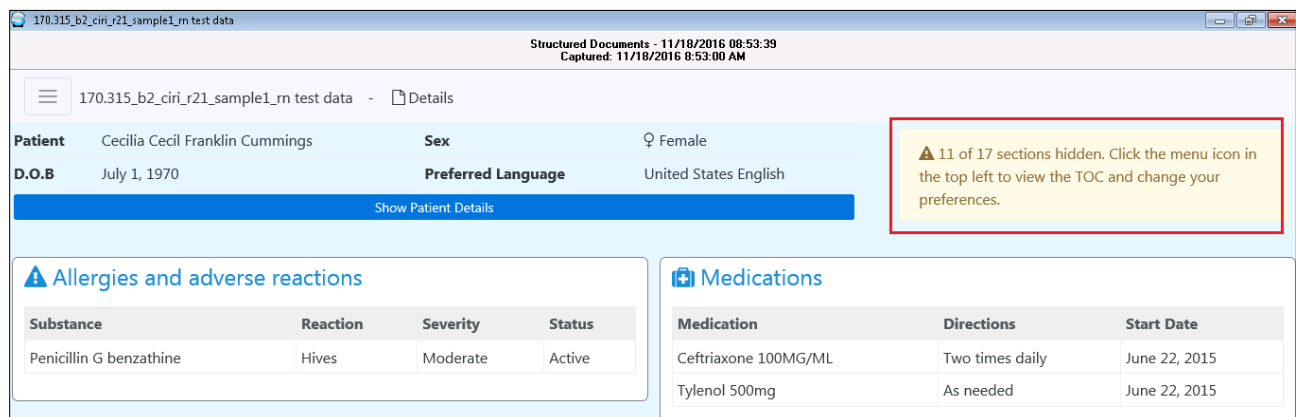 170.315_b2_ciri_r21_sample1_rn test data
Structured Documents - 11/18/2016 08:53:39
Captured: 11/18/2016 8:53:00 AM
170.315_b2_ciri_r21_sample1_rn test data - Details
Patient Cecilia Cecil Franklin Cummings Sex ♀ Female
D.O.B July 1, 1970 Preferred Language United States English
Show Patient Details
11 of 17 sections hidden. Click the menu icon in
the top left to view the TOC and change your
preferences.
Allergies and adverse reactions
Substance Reaction Severity Status
Penicillin G benzathine Hives Moderate Active
Medications
Medication Directions Start Date
Ceftriaxone 100MG/ML Two times daily June 22, 2015
Tylenol 500mg As needed June 22, 2015